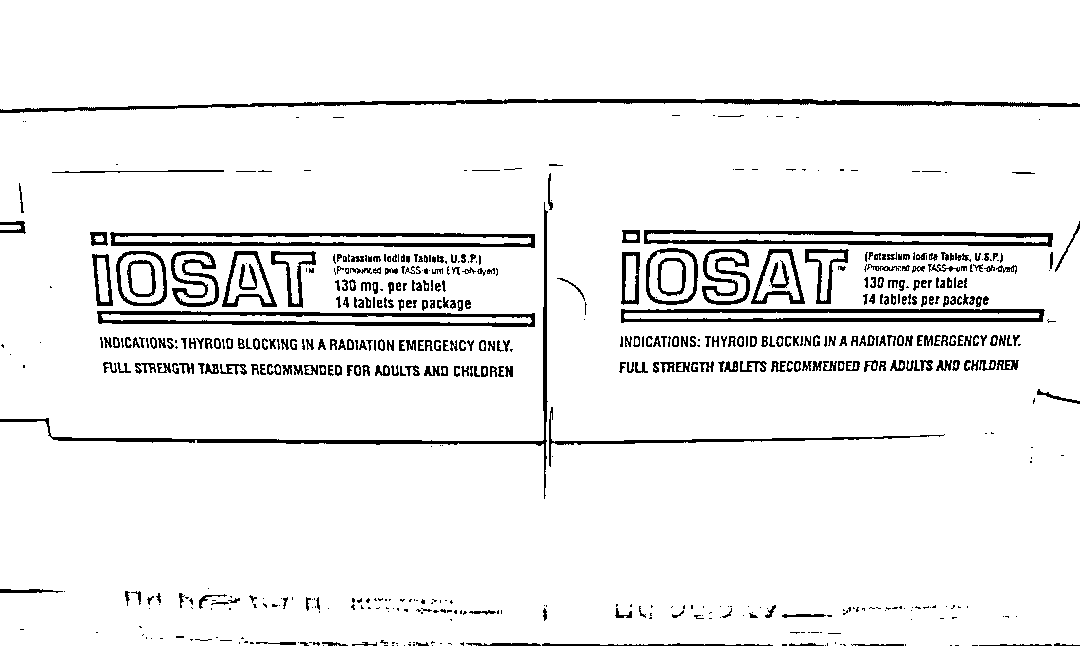 iOSAT™
(Potassium Iodide Tablets, U.S.P.)
(Pronounced poe TASS-e-um EYE-oh-dyed)
130 mg. per tablet
14 tablets per package
INDICATIONS: THYROID BLOCKING IN A RADIATION EMERGENCY ONLY.
FULL STRENGTH TABLETS RECOMMENDED FOR ADULTS AND CHILDREN
iOSAT™
(Potassium Iodide Tablets, U.S.P.)
(Pronounced poe TASS-e-um EYE-oh-dyed)
130 mg. per tablet
14 tablets per package
INDICATIONS: THYROID BLOCKING IN A RADIATION EMERGENCY ONLY.
FULL STRENGTH TABLETS RECOMMENDED FOR ADULTS AND CHILDREN